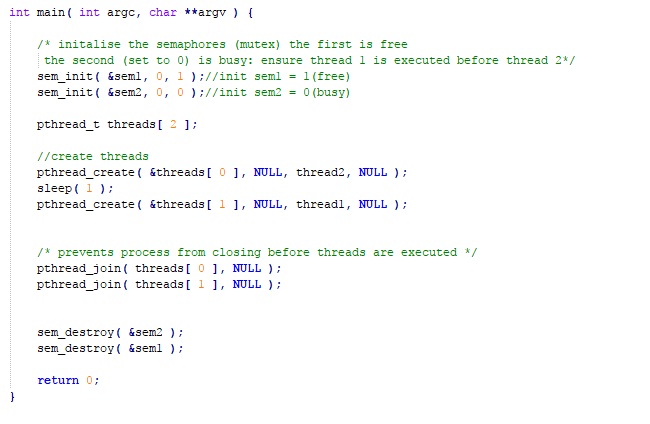 int main( int argc, char **argv ) {
/* initalise the semaphores (mutex) the first is free
the second (set to 0) is busy: ensure thread 1 is executed before thread 2*/
sem_init( &sem1, 0, 1 );//init sem1 = 1(free)
sem_init( &sem2, 0, 0 );//init sem2 = 0(busy)
pthread_t threads[ 2 ];
//create threads
pthread_create( &threads[ 0 ], NULL, thread2, NULL );
sleep( 1 );
pthread_create( &threads[ 1 ], NULL, thread1, NULL );
/* prevents process from closing before threads are executed */
pthread_join( threads[ 0 ], NULL );
pthread_join( threads[ 1 ], NULL );
sem_destroy( &sem2 );
sem_destroy( &sem1 );
return 0;
}